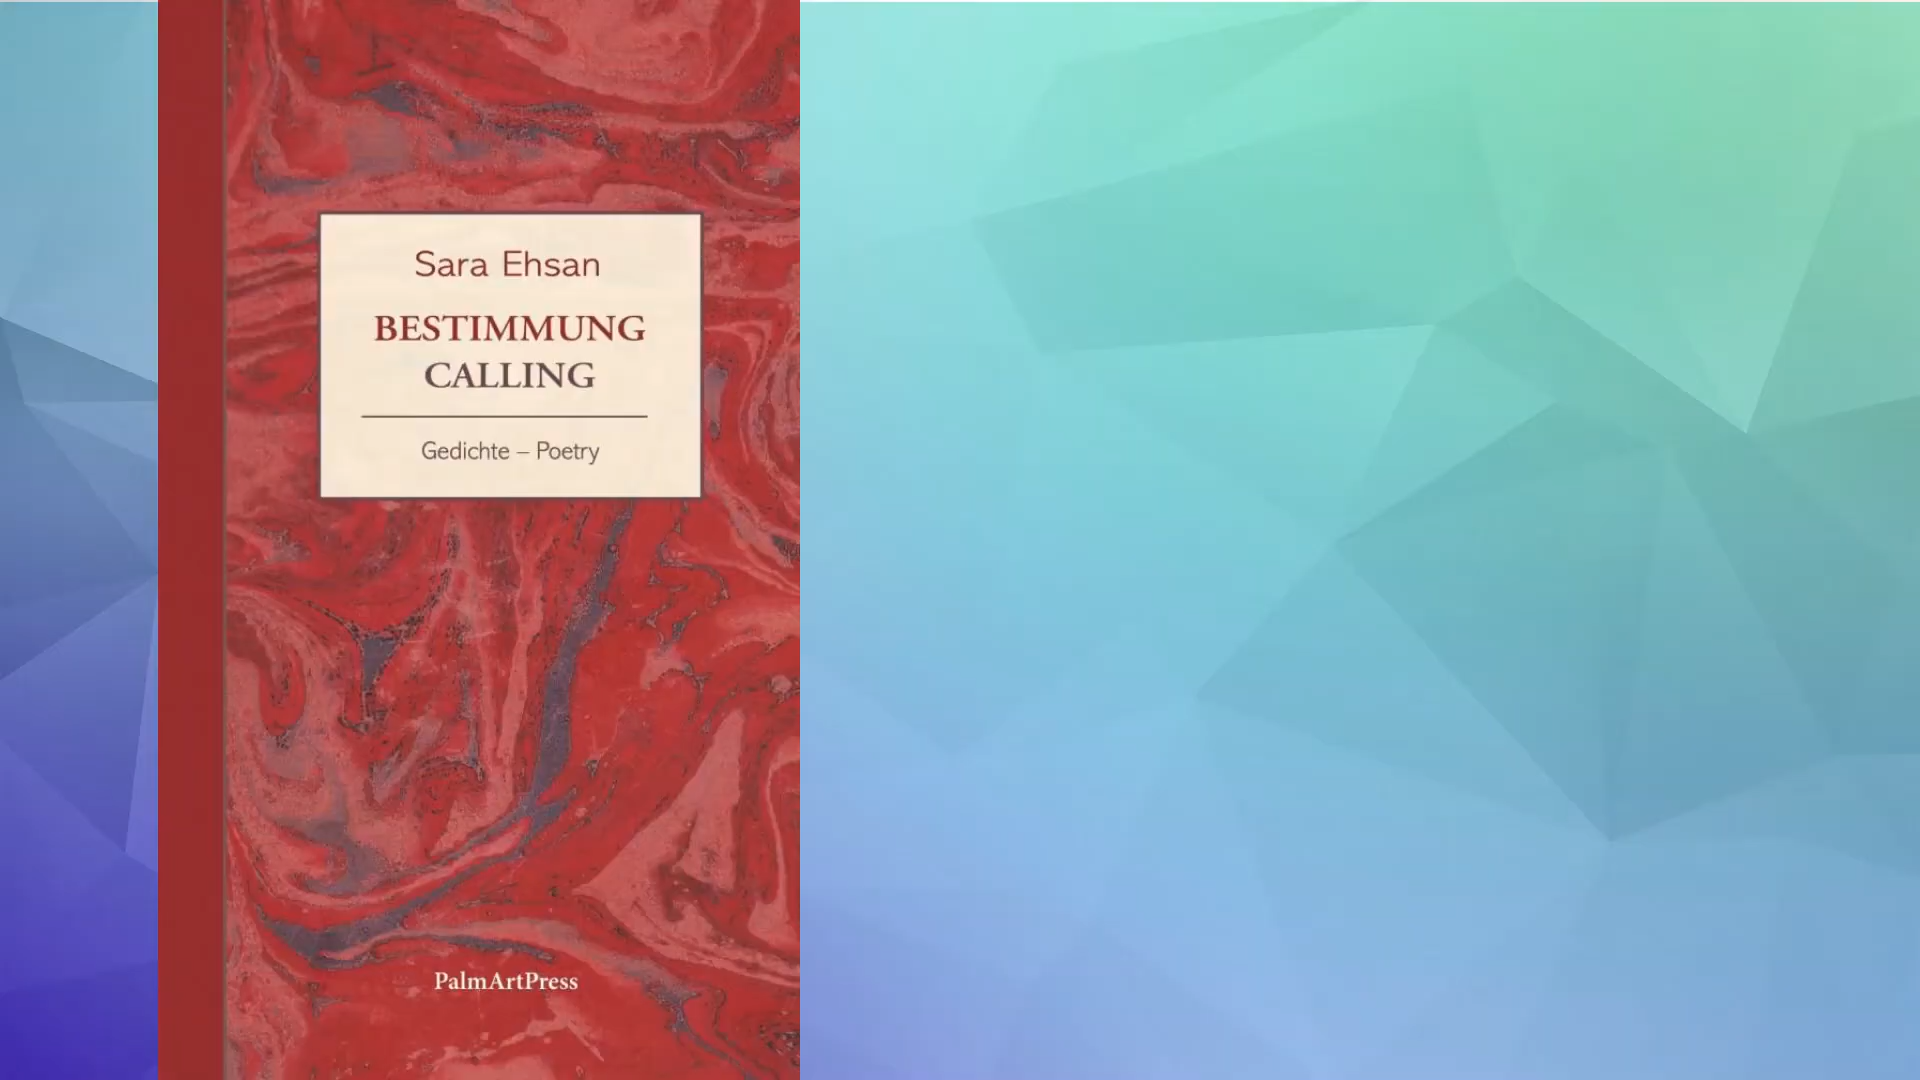 Sara Ehsan
BESTIMMUNG
CALLING
Gedichte – Poetry
PalmArtPress